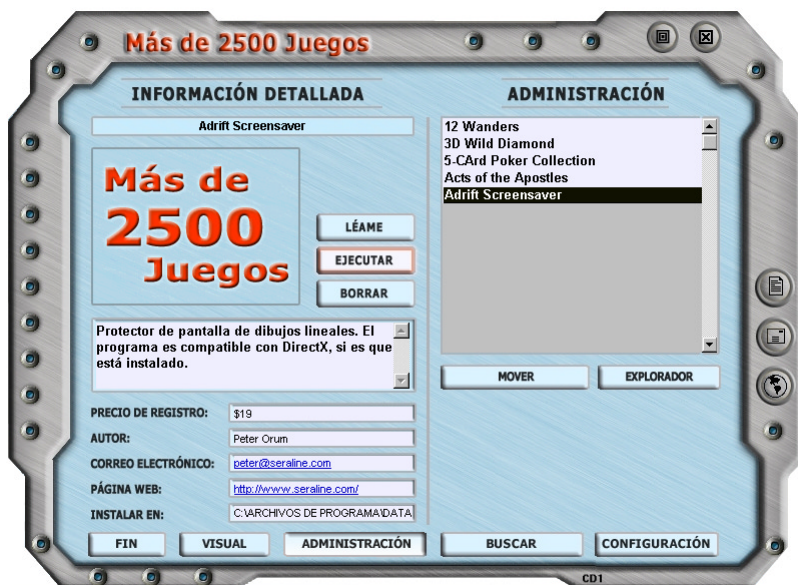 Más de 2500 Juegos
INFORMACIÓN DETALLADA
Adrift Screensaver
Más de
2500
Juegos
LÉAME
EJECUTAR
BORRAR
Protector de pantalla de dibujos lineales. El
programa es compatible con DirectX, si es que
está instalado.
PRECIO DE REGISTRO:
$19
AUTOR:
Peter Orum
CORREO ELECTRÓNICO:
peter@seraline.com
PÁGINA WEB:
http://www.seraline.com/
INSTALAR EN:
C:\ARCHIVOS DE PROGRAMA\DATA
ADMINISTRACIÓN
12 Wanders
3D Wild Diamond
5-CArd Poker Collection
Acts of the Apostles
Adrift Screensaver
MOVER
EXPLORADOR
FIN
VISUAL
ADMINISTRACIÓN
BUSCAR
CONFIGURACIÓN
CD1